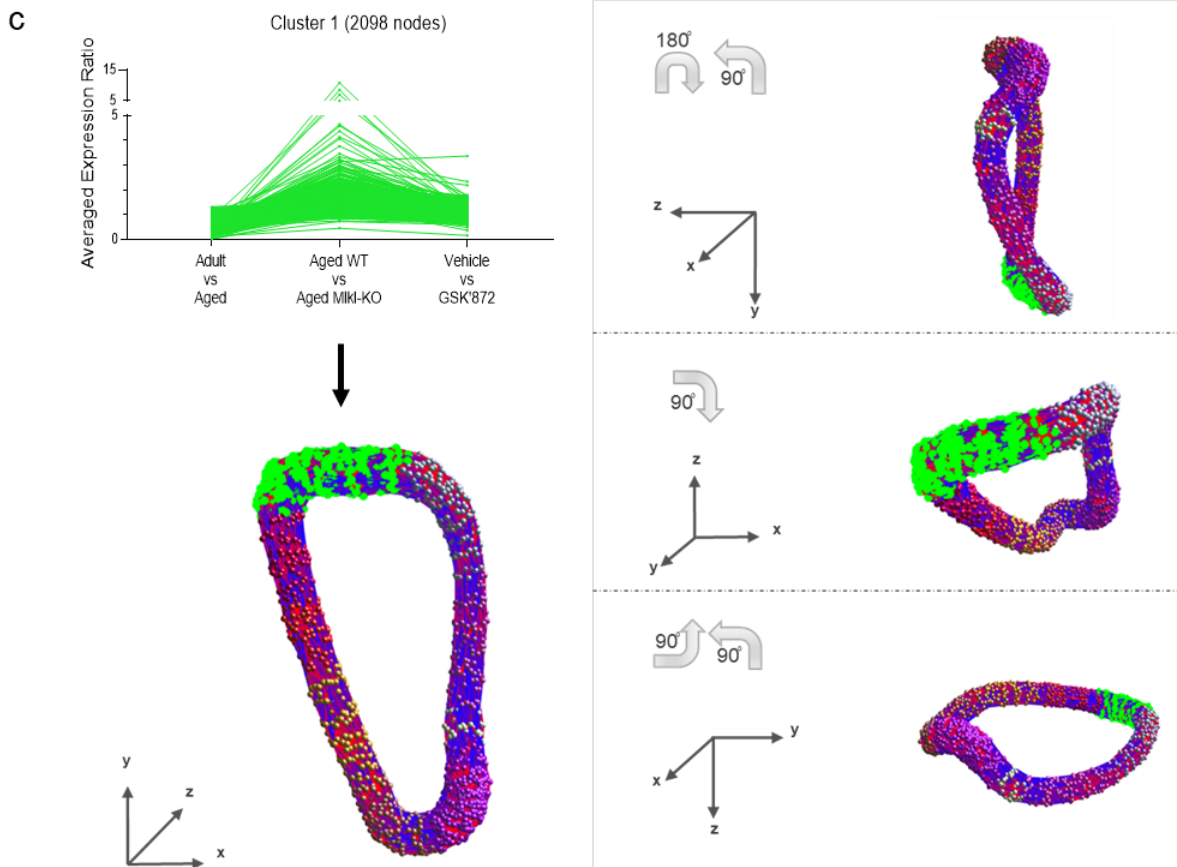 c
Cluster 1 (2098 nodes)
Averaged Expression Ratio
15
5
5
0
Adult
vs
Aged
Aged WT
vs
Aged Mlkl-KO
Vehicle
vs
GSK'872
y
z
x
180°
90°
z
x
y
90°
z
x
y
90°
90°
y
x
z